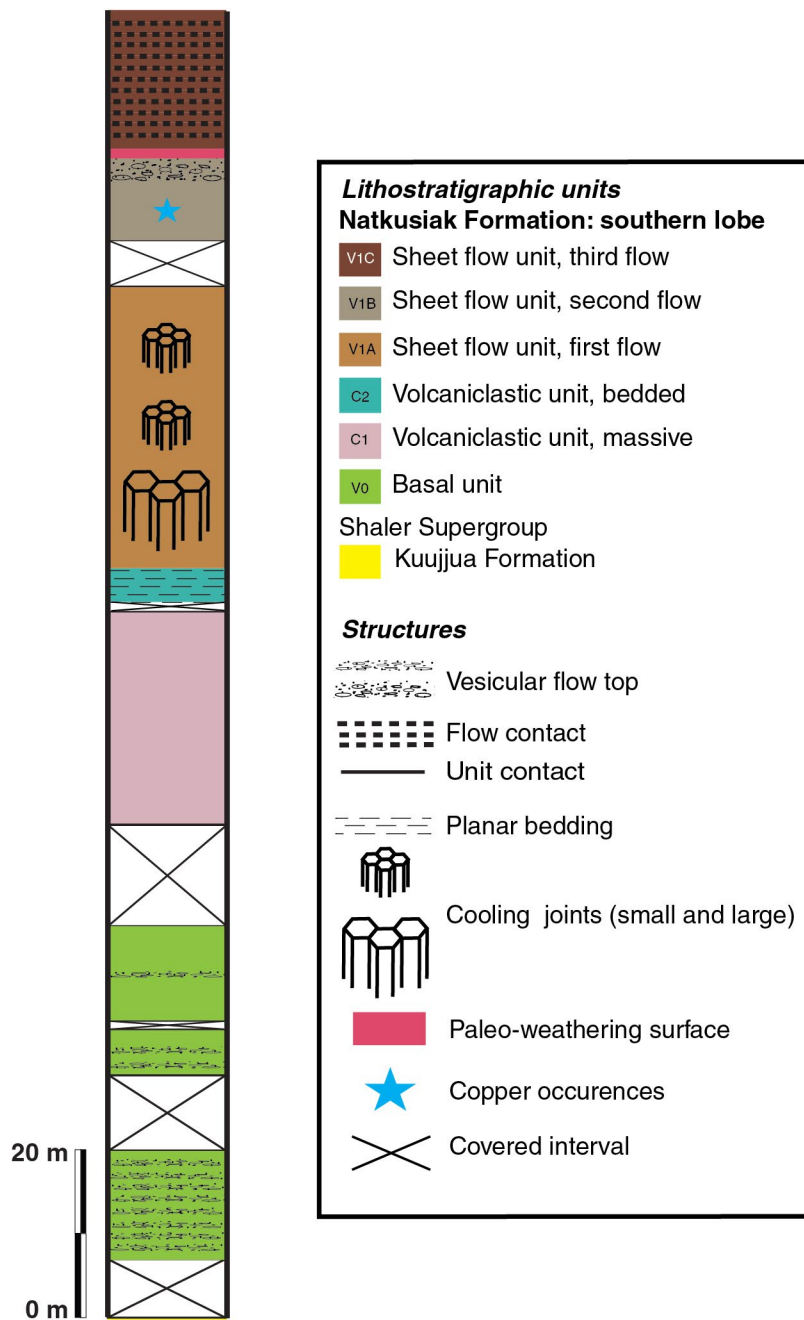 Lithostratigraphic units
Natkusiak Formation: southern lobe
V1C Sheet flow unit, third flow
V1B Sheet flow unit, second flow
V1A Sheet flow unit, first flow
C2 Volcaniclastic unit, bedded
C1 Volcaniclastic unit, massive
V0 Basal unit
Shaler Supergroup
Kuujjua Formation
Structures
Vesicular flow top
Flow contact
Unit contact
Planar bedding
Cooling joints (small and large)
Paleo-weathering surface
Copper occurences
Covered interval
20 m
0 m